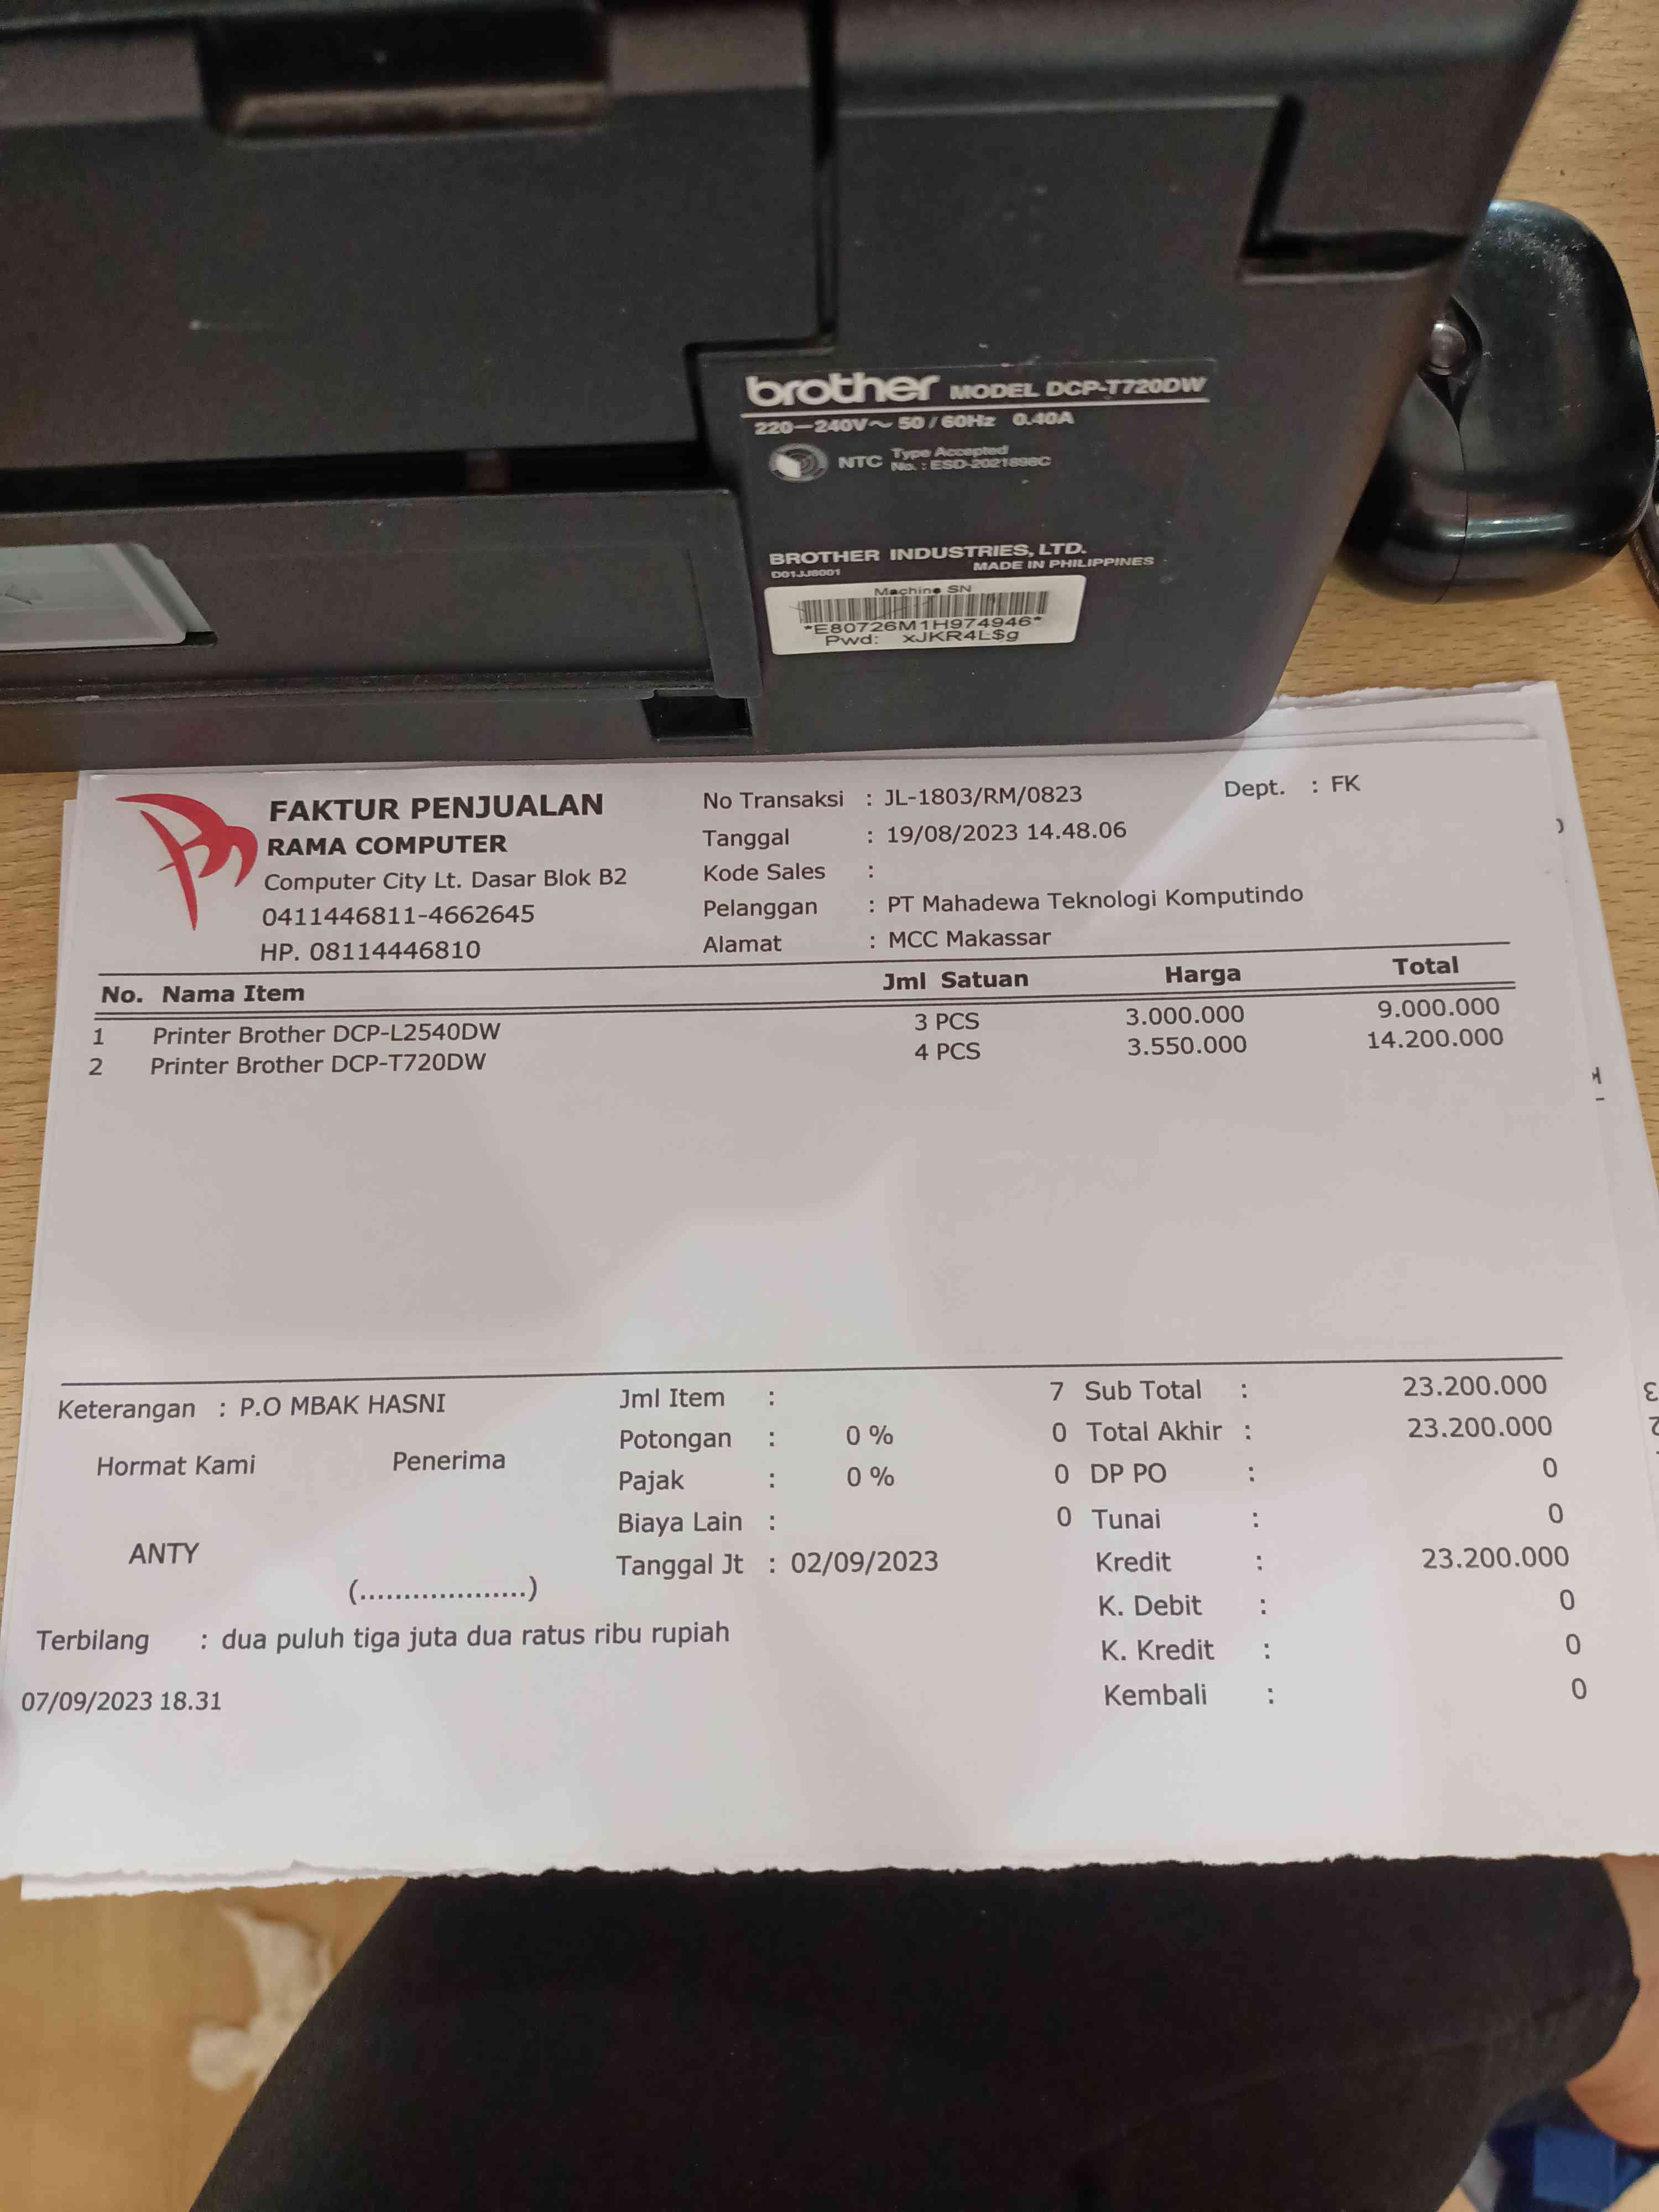 brother MODEL DCP-T720DW
220–240V～ 50/60Hz 0.40A
NTC Type Accepted
No. : ESD-2021896C
BROTHER INDUSTRIES, LTD.
D01JJ8001 MADE IN PHILIPPINES
Machine SN
*E80726M1H974946*
Pwd: xJKR4L$g
FAKTUR PENJUALAN
RAMA COMPUTER
Computer City Lt. Dasar Blok B2
0411446811-4662645
HP. 08114446810
No Transaksi : JL-1803/RM/0823 Dept. : FK
Tanggal : 19/08/2023 14.48.06
Kode Sales :
Pelanggan : PT Mahadewa Teknologi Komputindo
Alamat : MCC Makassar
No. Nama Item Jml Satuan Harga Total
1 Printer Brother DCP-L2540DW 3 PCS 3.000.000 9.000.000
2 Printer Brother DCP-T720DW 4 PCS 3.550.000 14.200.000
Keterangan : P.O MBAK HASNI
Hormat Kami Penerima
ANTY
(...................)
Jml Item : 7
Potongan : 0 % 0
Pajak : 0 % 0
Biaya Lain : 0
Tanggal Jt : 02/09/2023
Sub Total : 23.200.000
Total Akhir : 23.200.000
DP PO : 0
Tunai : 0
Kredit : 23.200.000
K. Debit : 0
K. Kredit : 0
Kembali : 0
Terbilang : dua puluh tiga juta dua ratus ribu rupiah
07/09/2023 18.31